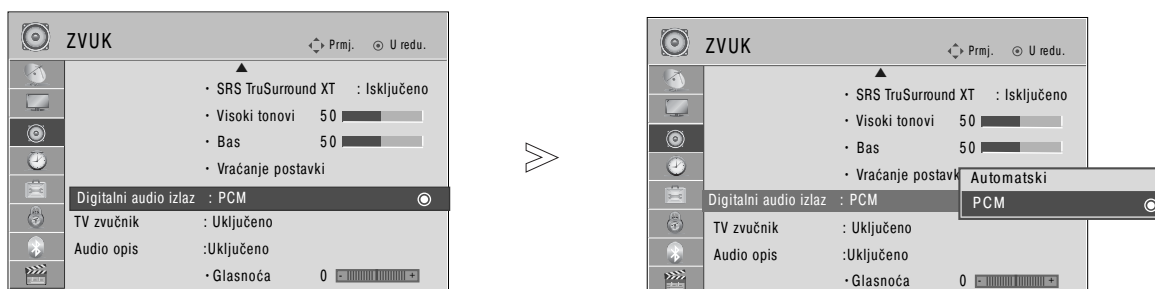 ZVUK Prmj. U redu.
• SRS TruSurround XT : Isključeno
• Visoki tonovi 50
• Bas 50
• Vraćanje postavki
Digitalni audio izlaz : PCM
TV zvučnik : Uključeno
Audio opis :Uključeno
• Glasnoća 0 - +
>
ZVUK Prmj. U redu.
• SRS TruSurround XT : Isključeno
• Visoki tonovi 50
• Bas 50
• Vraćanje postavk
Automatski
Digitalni audio izlaz : PCM
PCM
TV zvučnik : Uključeno
Audio opis :Uključeno
• Glasnoća 0 - +